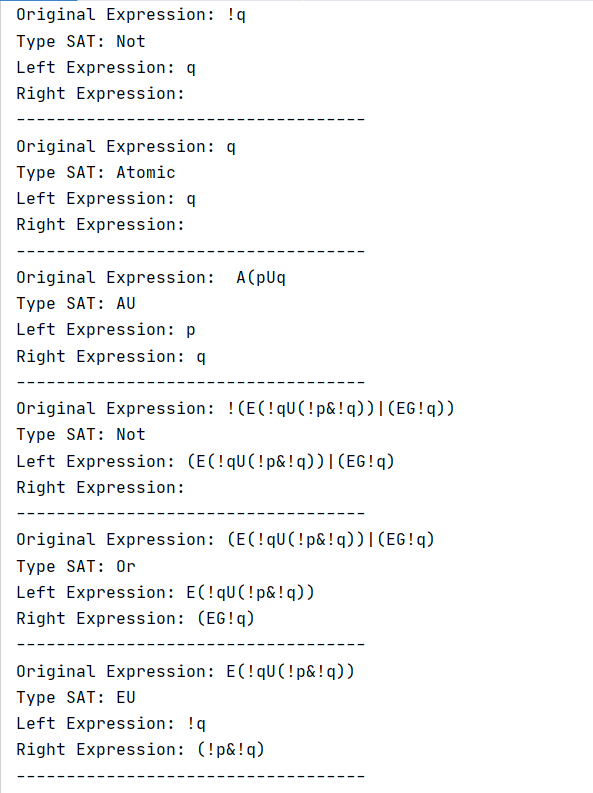 Original Expression: !q
Type SAT: Not
Left Expression: q
Right Expression:
-----------------------------------
Original Expression: q
Type SAT: Atomic
Left Expression: q
Right Expression:
-----------------------------------
Original Expression:  A(pUq
Type SAT: AU
Left Expression: p
Right Expression: q
-----------------------------------
Original Expression: !(E(!qU(!p&!q))|(EG!q))
Type SAT: Not
Left Expression: (E(!qU(!p&!q))|(EG!q)
Right Expression:
-----------------------------------
Original Expression: (E(!qU(!p&!q))|(EG!q)
Type SAT: Or
Left Expression: E(!qU(!p&!q))
Right Expression: (EG!q)
-----------------------------------
Original Expression: E(!qU(!p&!q))
Type SAT: EU
Left Expression: !q
Right Expression: (!p&!q)
-----------------------------------